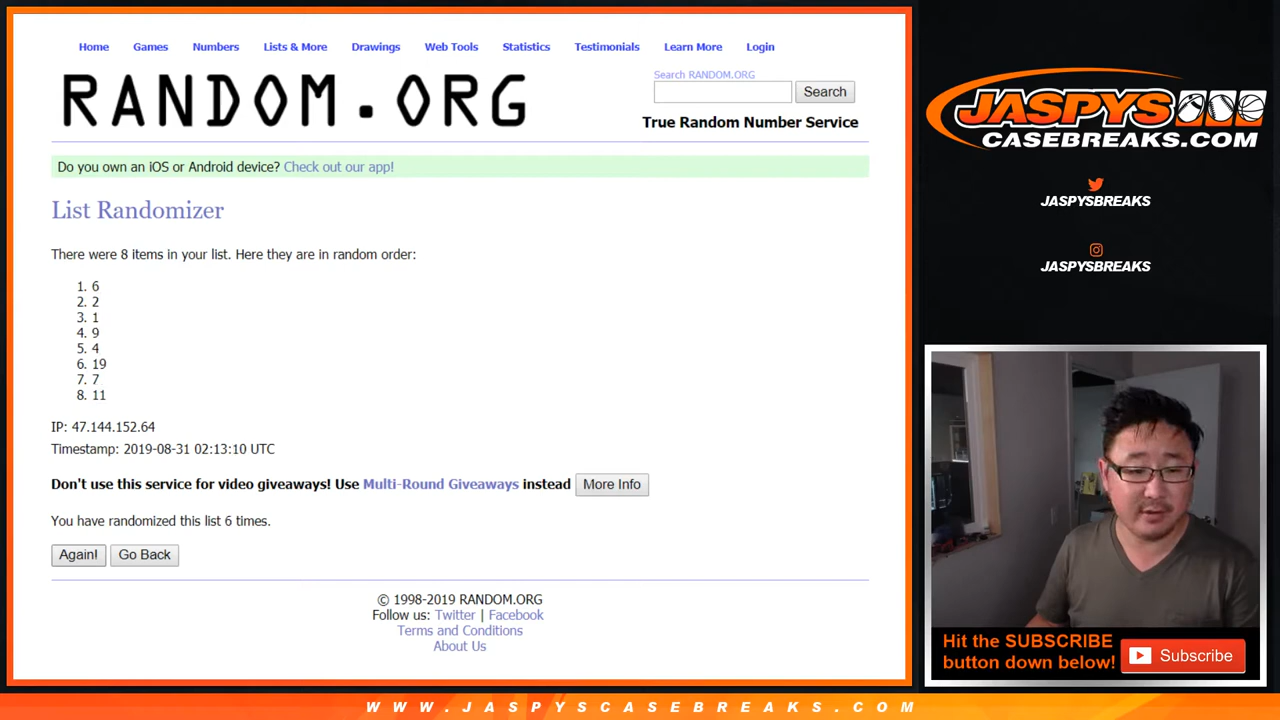 Home Games Numbers Lists & More Drawings Web Tools Statistics Testimonials Learn More Login
RANDOM.ORG
Search RANDOM.ORG
Search
True Random Number Service
Do you own an iOS or Android device? Check out our app!
List Randomizer
There were 8 items in your list. Here they are in random order:
1. 6
2. 2
3. 1
4. 9
5. 4
6. 19
7. 7
8. 11
IP: 47.144.152.64
Timestamp: 2019-08-31 02:13:10 UTC
Don't use this service for video giveaways! Use Multi-Round Giveaways instead More Info
You have randomized this list 6 times.
Again! Go Back
© 1998-2019 RANDOM.ORG
Follow us: Twitter | Facebook
Terms and Conditions
About Us
JASPYS
CASEBREAKS.COM
JASPYSBREAKS
JASPYSBREAKS
Hit the SUBSCRIBE
button down below!
Subscribe
WWW.JASPYSCASEBREAKS.COM